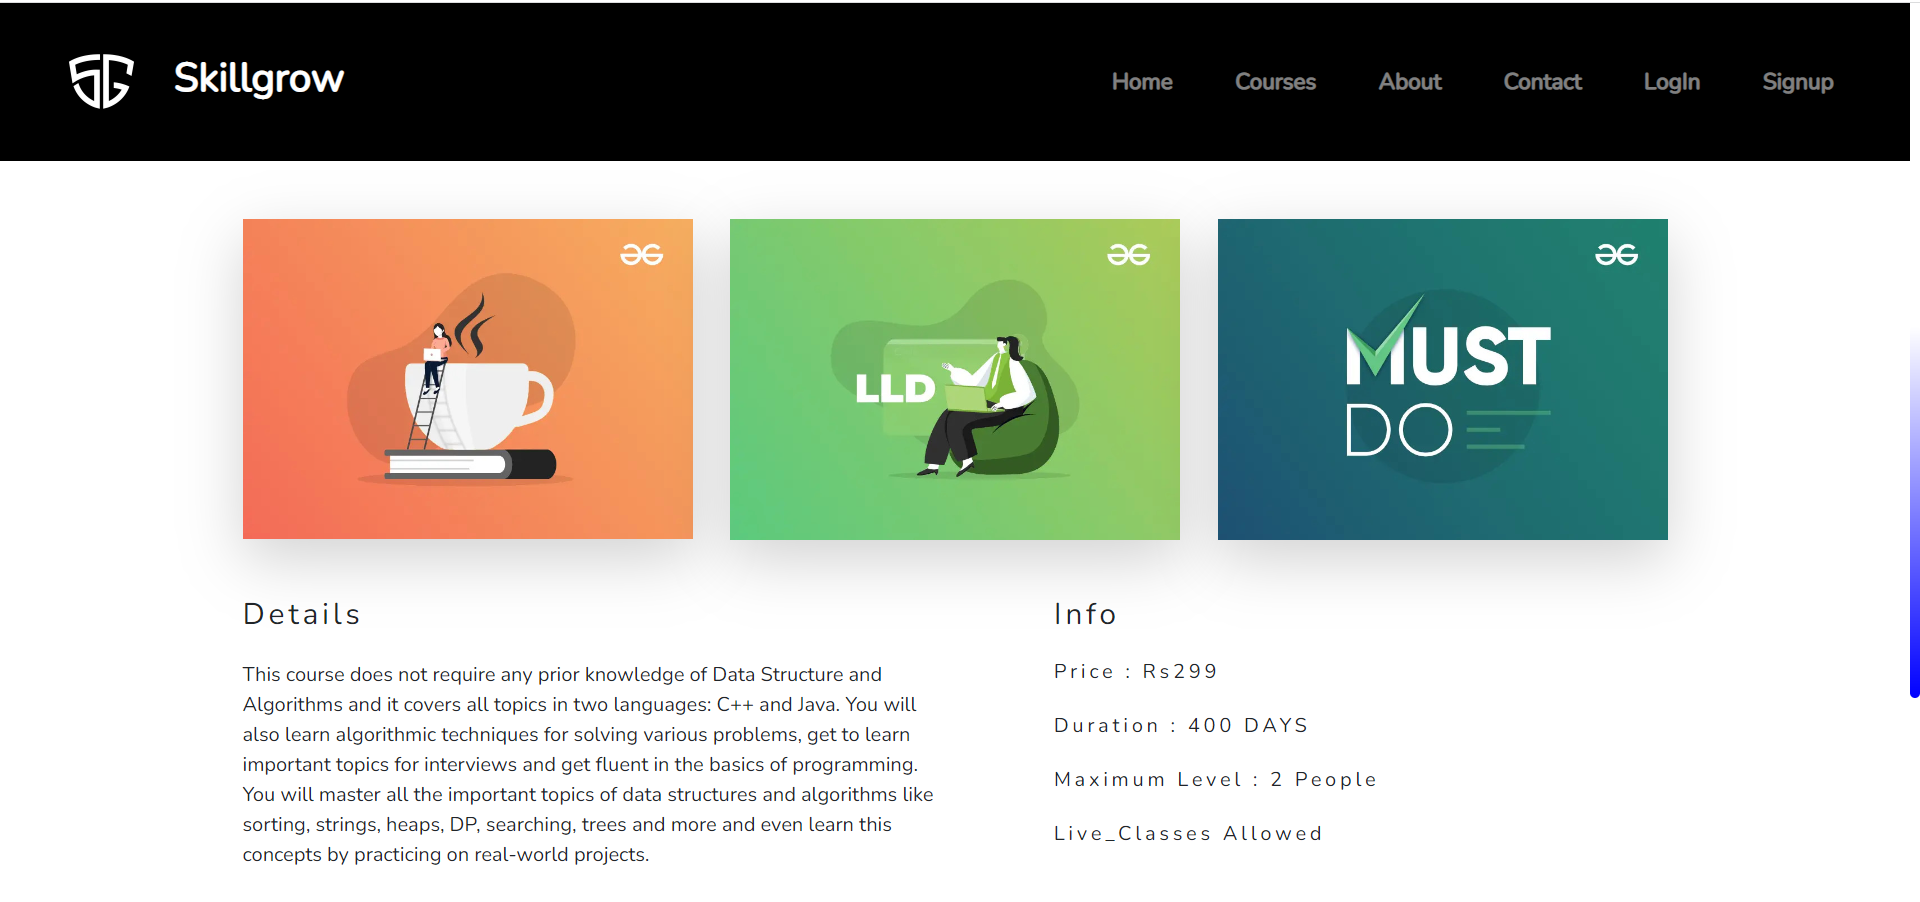 SG Skillgrow Home Courses About Contact LogIn Signup
LLD
MUST
DO
Details
This course does not require any prior knowledge of Data Structure and
Algorithms and it covers all topics in two languages: C++ and Java. You will
also learn algorithmic techniques for solving various problems, get to learn
important topics for interviews and get fluent in the basics of programming.
You will master all the important topics of data structures and algorithms like
sorting, strings, heaps, DP, searching, trees and more and even learn this
concepts by practicing on real-world projects.
Info
Price : Rs299
Duration : 400 DAYS
Maximum Level : 2 People
Live_Classes Allowed